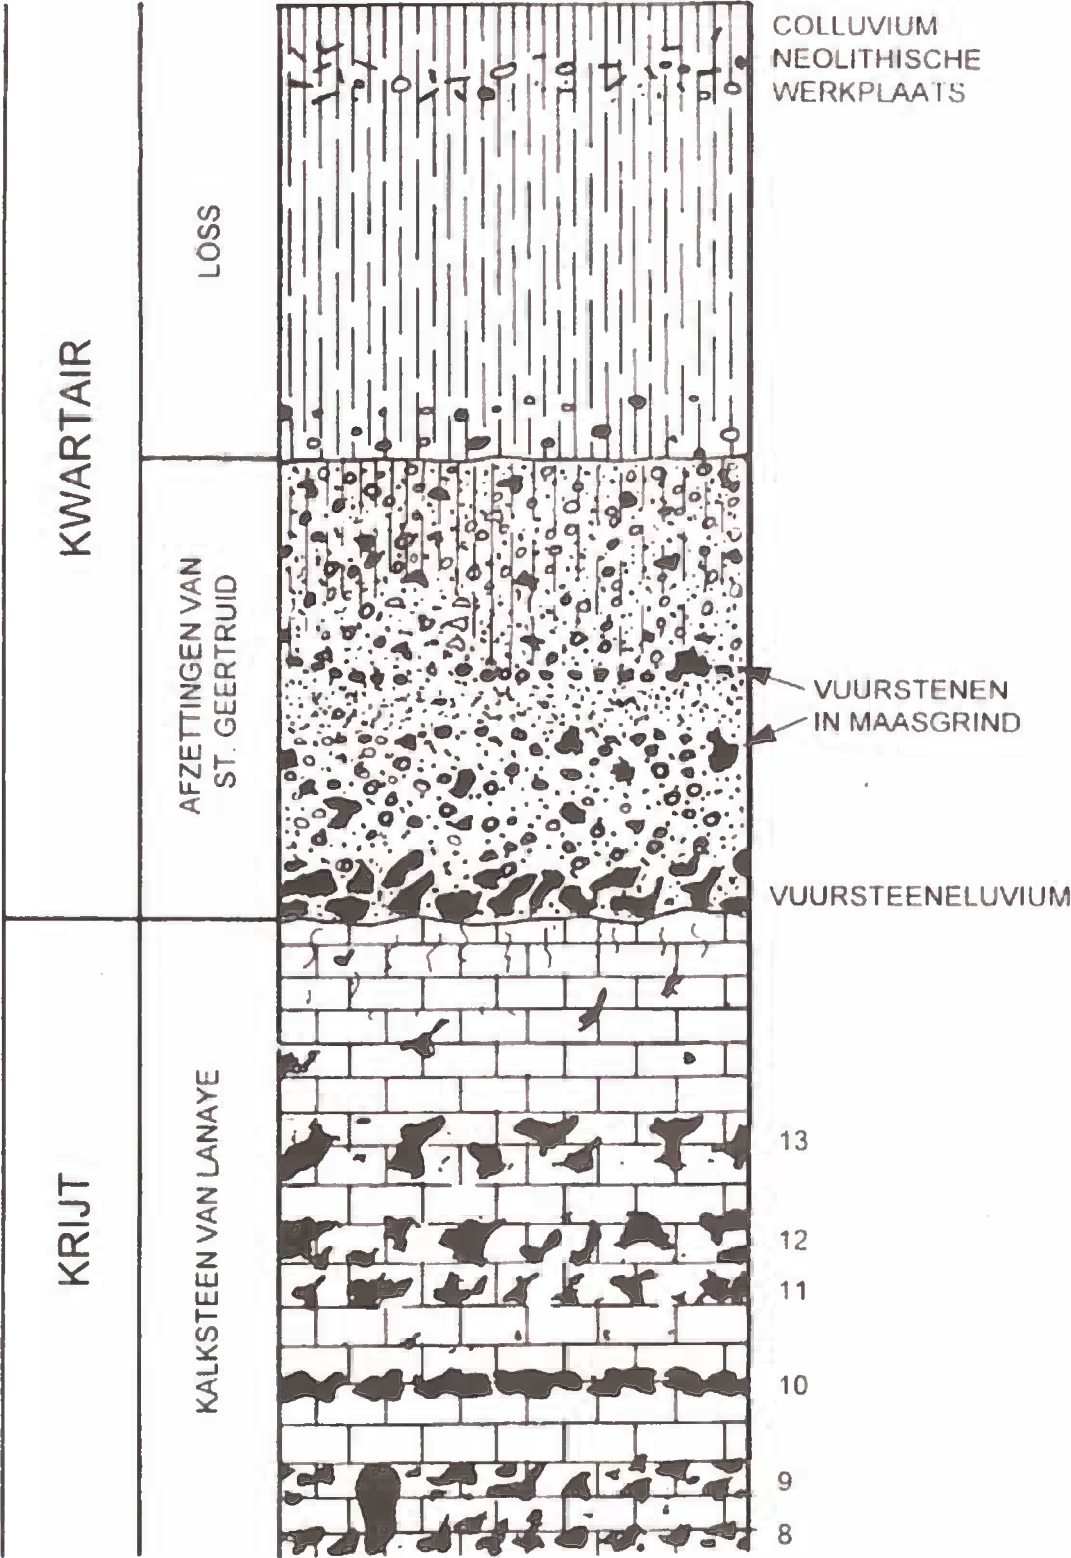 COLLUVIUM
NEOLITHISCHE
WERKPLAATS
KWARTAIR
LÖSS
AFZETTINGEN VAN
ST. GEERTRUID
VUURSTENEN
IN MAASGRIND
VUURSTEENELUVIUM
KRIJT
KALKSTEEN VAN LANAYE
13
12
11
10
9
8